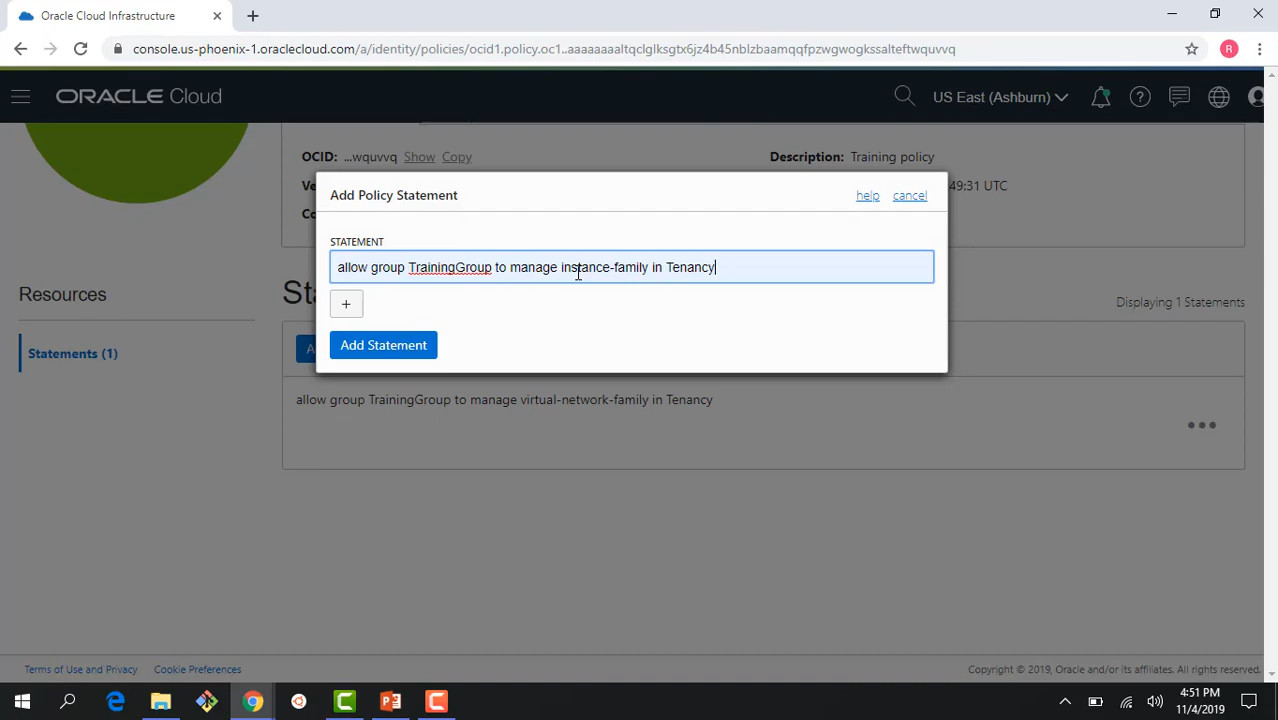 Oracle Cloud Infrastructure
console.us-phoenix-1.oraclecloud.com/a/identity/policies/ocid1.policy.oc1..aaaaaaaaltqclglksgtx6jz4b45nblzbaamqqfpzwgwogkssalteftwquvvq
R
ORACLE Cloud
US East (Ashburn)
OCID: ...wquvvq Show Copy
Description: Training policy
49:31 UTC
Add Policy Statement
help
cancel
STATEMENT
allow group TrainingGroup to manage instance-family in Tenancy
+
Add Statement
Resources
Displaying 1 Statements
Statements (1)
allow group TrainingGroup to manage virtual-network-family in Tenancy
Terms of Use and Privacy
Cookie Preferences
Copyright © 2019, Oracle and/or its affiliates. All rights reserved.
4:51 PM
11/4/2019